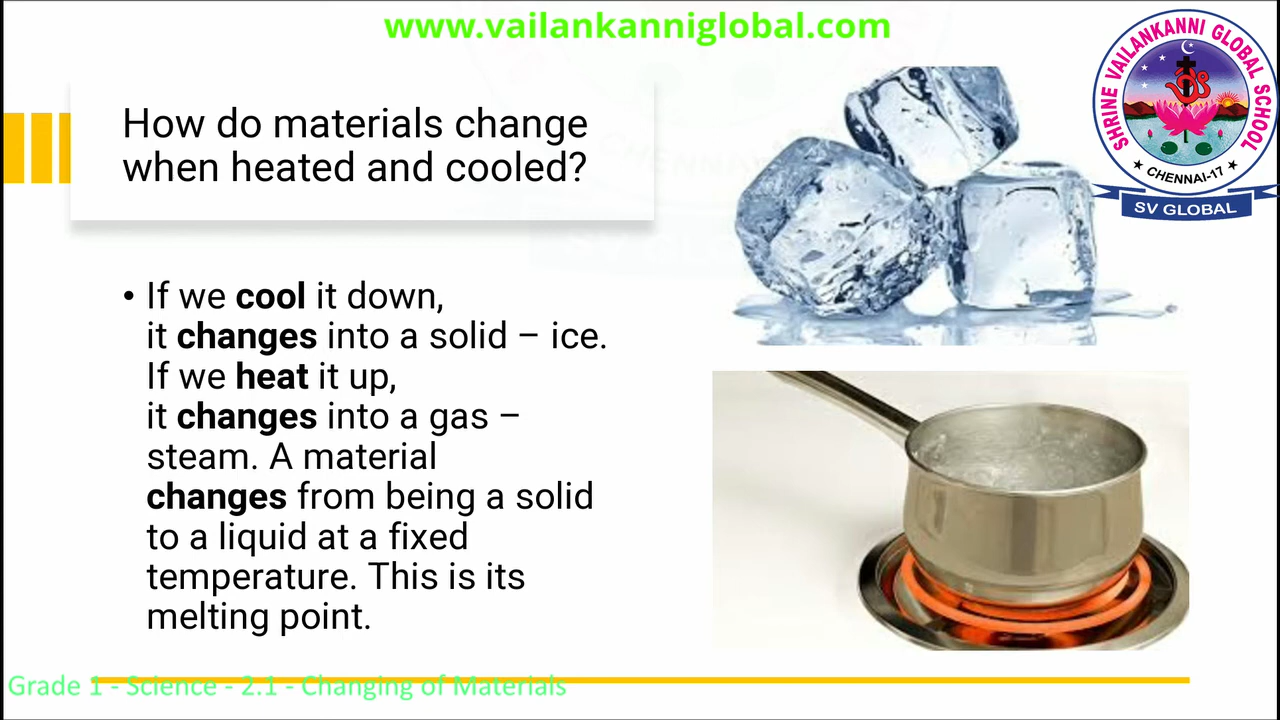 www.vailankanniglobal.com
SHRINE VAILANKANNI GLOBAL SCHOOL
★ CHENNAI-17 ★
SV GLOBAL
How do materials change
when heated and cooled?
• If we cool it down,
it changes into a solid – ice.
If we heat it up,
it changes into a gas –
steam. A material
changes from being a solid
to a liquid at a fixed
temperature. This is its
melting point.
Grade 1 - Science - 2.1 - Changing of Materials